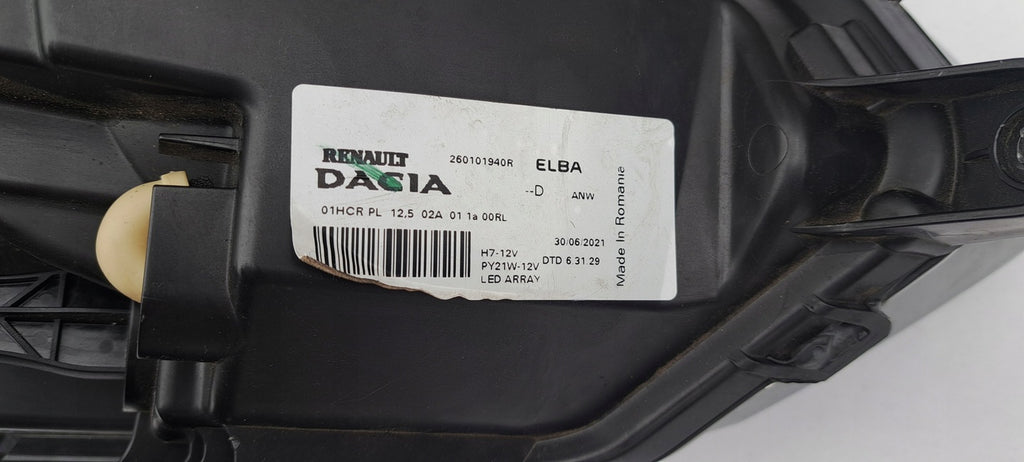 RENAULT 260101940R ELBA
DACIA --D ANW
01HCR PL 12.5 02A 01 1a 00RL
30/06/2021
H7-12V
PY21W-12V DTD 6.31.29
LED ARRAY
Made In Romanie